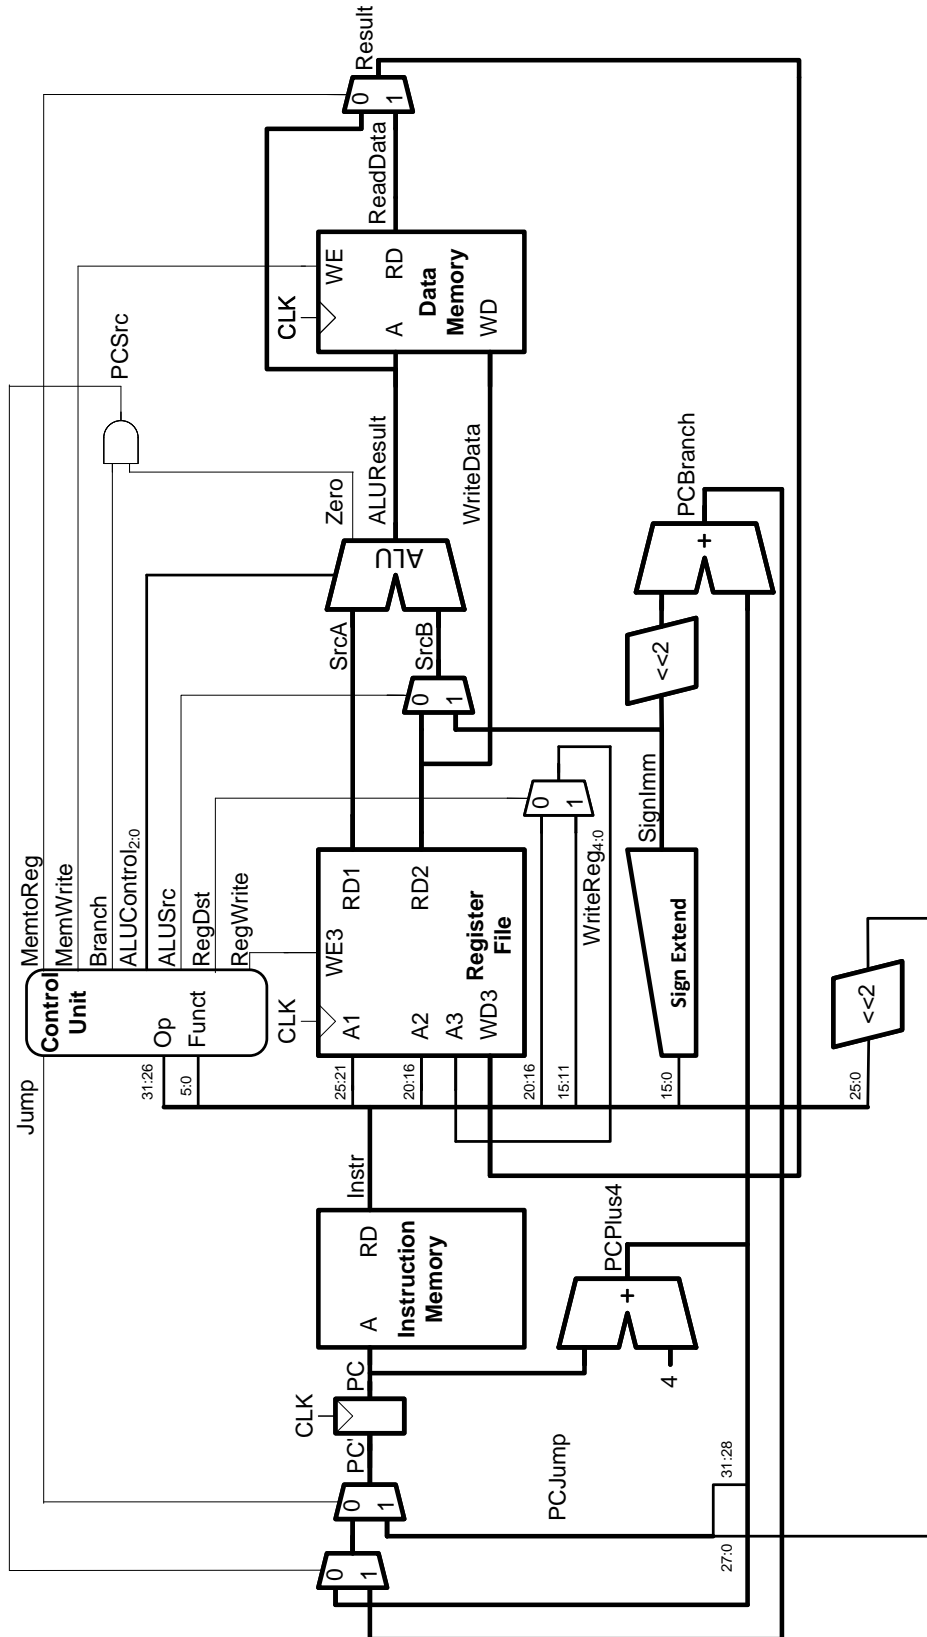 Jump
MemtoReg
MemWrite
Branch
ALUControl2:0
ALUSrc
RegDst
RegWrite
Control
Unit
Op
Funct
31:26
5:0
PCSrc
CLK
CLK
CLK
0
1
0
1
PC'
PC
A
RD
Instruction
Memory
Instr
25:21
20:16
A1
A2
A3
WD3
WE3
RD1
RD2
Register
File
20:16
15:11
0
1
WriteReg4:0
0
1
SrcA
SrcB
ALU
Zero
ALUResult
WriteData
A
RD
WE
Data
Memory
WD
ReadData
0
1
Result
4
+
PCPlus4
15:0
Sign Extend
SignImm
<<2
+
PCBranch
PCJump
27:0
31:28
25:0
<<2